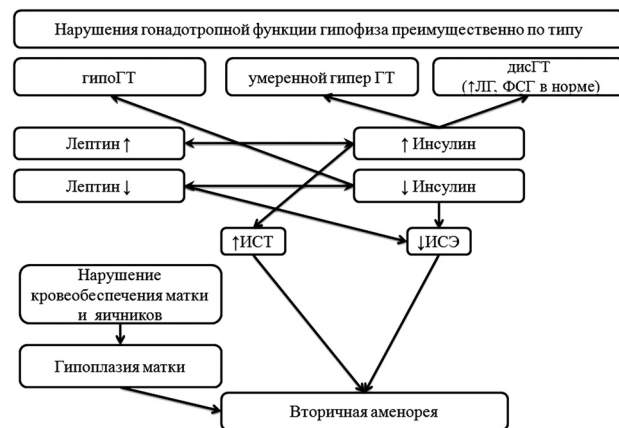 Нарушения гонадотропной функции гипофиза преимущественно по типу
гипоГТ
умеренной гипер ГТ
дисГТ
(↑ЛГ, ФСГ в норме)
Лептин ↑
↑ Инсулин
Лептин ↓
↓ Инсулин
↑ИСТ
↓ИСЭ
Нарушение
кровеобеспечения матки
и яичников
Гипоплазия матки
Вторичная аменорея